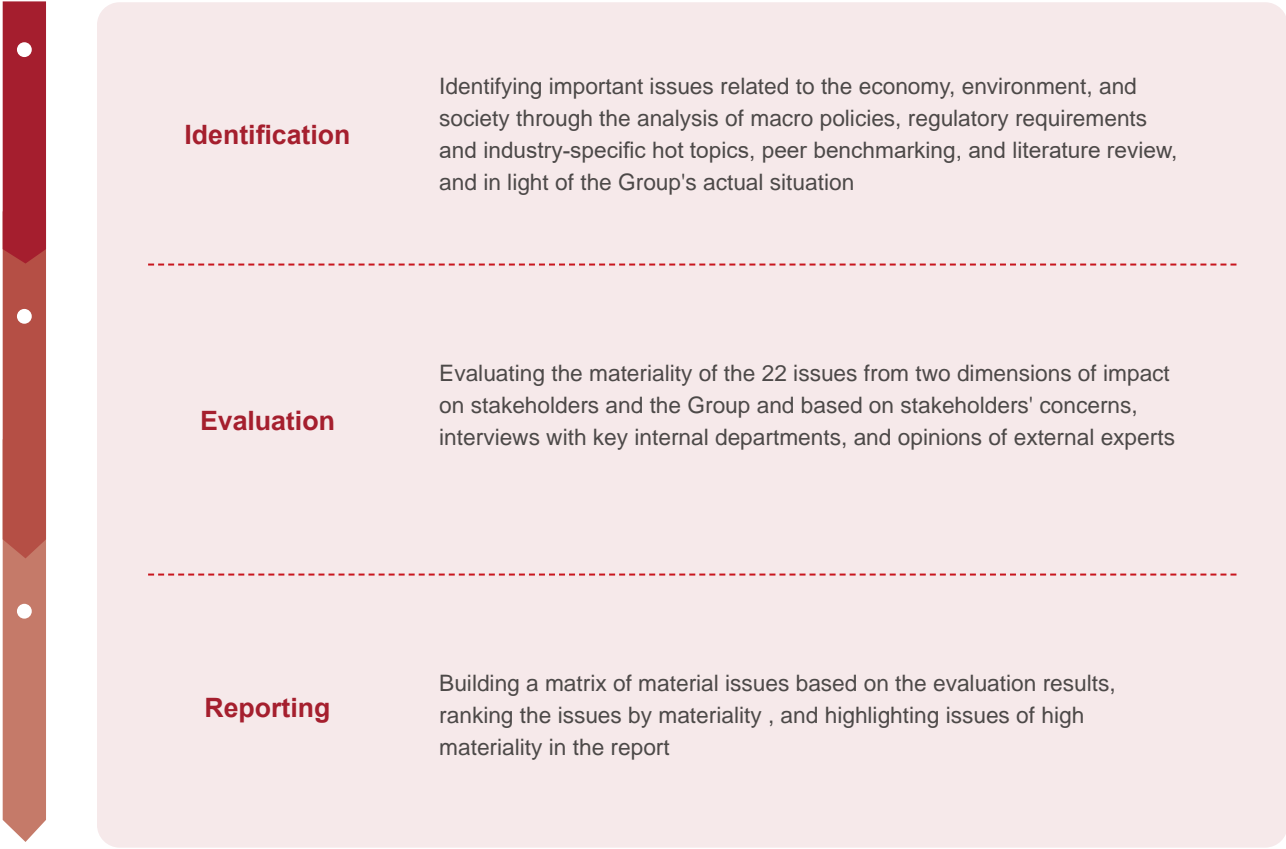 Identification
Identifying important issues related to the economy, environment, and
society through the analysis of macro policies, regulatory requirements
and industry-specific hot topics, peer benchmarking, and literature review,
and in light of the Group's actual situation
Evaluation
Evaluating the materiality of the 22 issues from two dimensions of impact
on stakeholders and the Group and based on stakeholders' concerns,
interviews with key internal departments, and opinions of external experts
Reporting
Building a matrix of material issues based on the evaluation results,
ranking the issues by materiality , and highlighting issues of high
materiality in the report